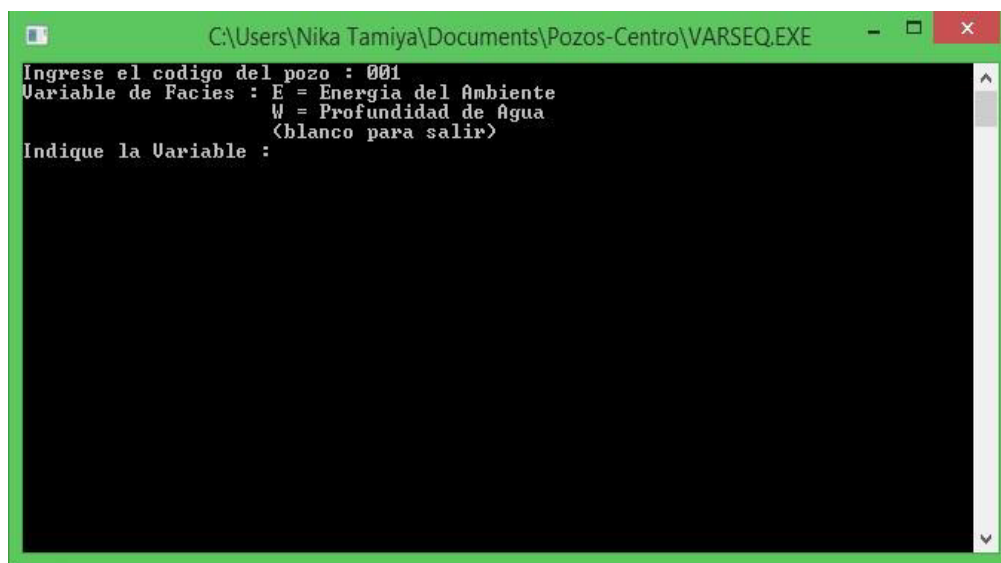 C:\Users\Nika Tamiya\Documents\Pozos-Centro\VARSEQ.EXE
Ingrese el codigo del pozo : 001
Variable de Facies : E = Energia del Ambiente
W = Profundidad de Agua
(blanco para salir)
Indique la Variable :